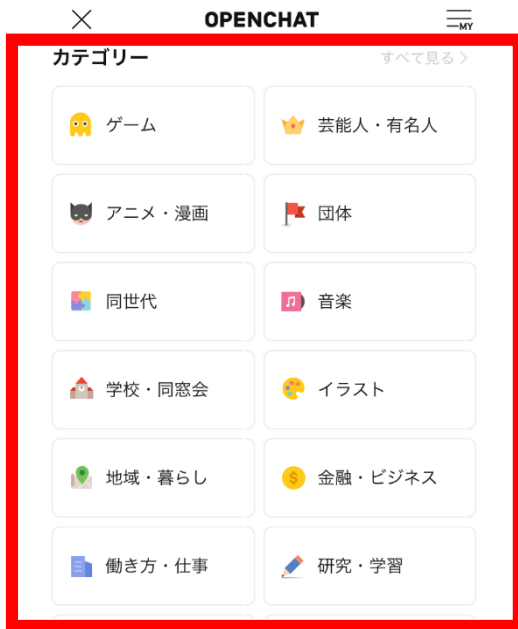 OPENCHAT
MY
カテゴリー
すべて見る >
ゲーム
芸能人・有名人
アニメ・漫画
団体
同世代
音楽
学校・同窓会
イラスト
地域・暮らし
金融・ビジネス
働き方・仕事
研究・学習